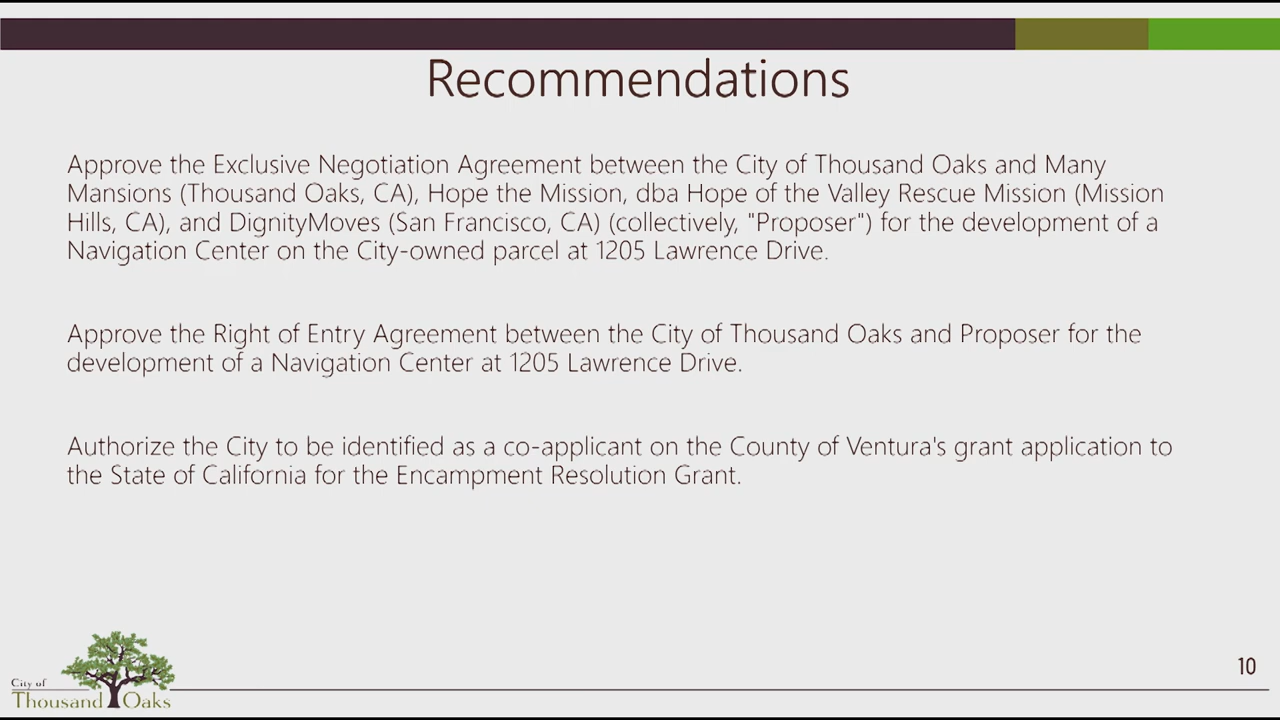 Recommendations
Approve the Exclusive Negotiation Agreement between the City of Thousand Oaks and Many
Mansions (Thousand Oaks, CA), Hope the Mission, dba Hope of the Valley Rescue Mission (Mission
Hills, CA), and DignityMoves (San Francisco, CA) (collectively, "Proposer") for the development of a
Navigation Center on the City-owned parcel at 1205 Lawrence Drive.
Approve the Right of Entry Agreement between the City of Thousand Oaks and Proposer for the
development of a Navigation Center at 1205 Lawrence Drive.
Authorize the City to be identified as a co-applicant on the County of Ventura's grant application to
the State of California for the Encampment Resolution Grant.
10
City of
Thousand Oaks